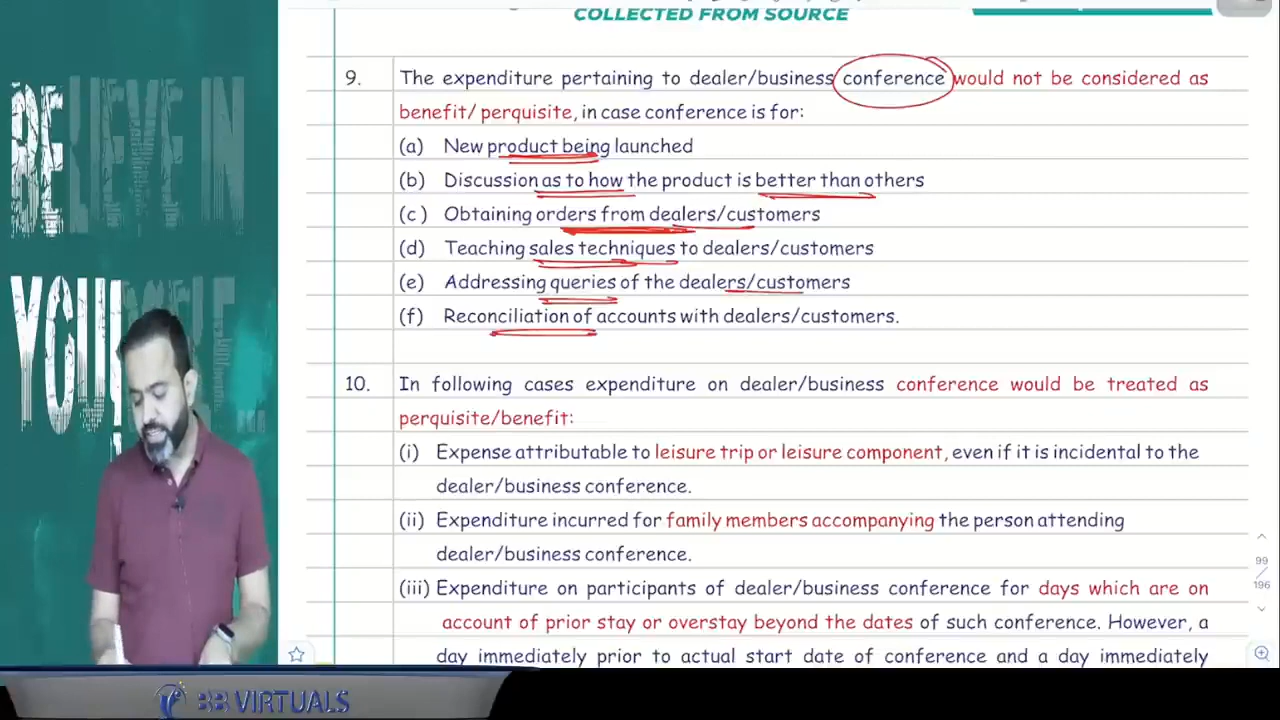 COLLECTED FROM SOURCE
9. The expenditure pertaining to dealer/business conference would not be considered as
benefit/ perquisite, in case conference is for:
(a) New product being launched
(b) Discussion as to how the product is better than others
(c) Obtaining orders from dealers/customers
(d) Teaching sales techniques to dealers/customers
(e) Addressing queries of the dealers/customers
(f) Reconciliation of accounts with dealers/customers.
10. In following cases expenditure on dealer/business conference would be treated as
perquisite/benefit:
(i) Expense attributable to leisure trip or leisure component, even if it is incidental to the
dealer/business conference.
(ii) Expenditure incurred for family members accompanying the person attending
dealer/business conference.
(iii) Expenditure on participants of dealer/business conference for days which are on
account of prior stay or overstay beyond the dates of such conference. However, a
day immediately prior to actual start date of conference and a day immediately
99
196
BELIEVE IN
BB VIRTUALS